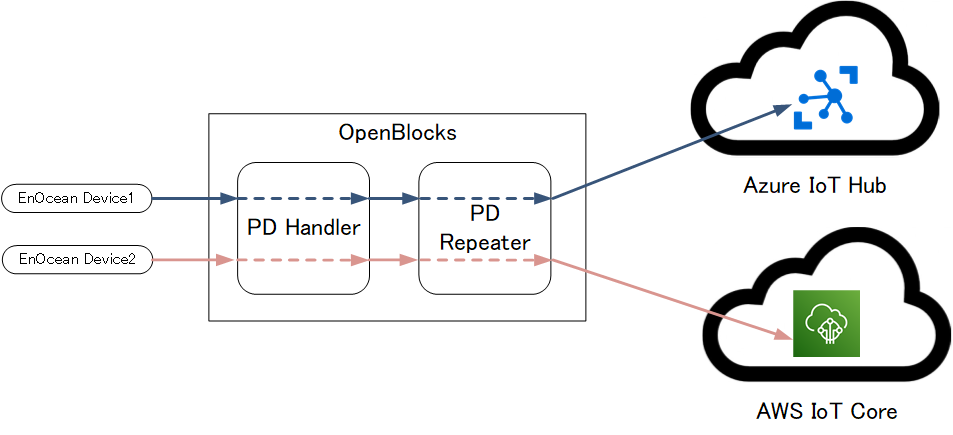 OpenBlocks
EnOcean Device1
EnOcean Device2
PD Handler
PD
Repeater
Azure IoT Hub
AWS IoT Core